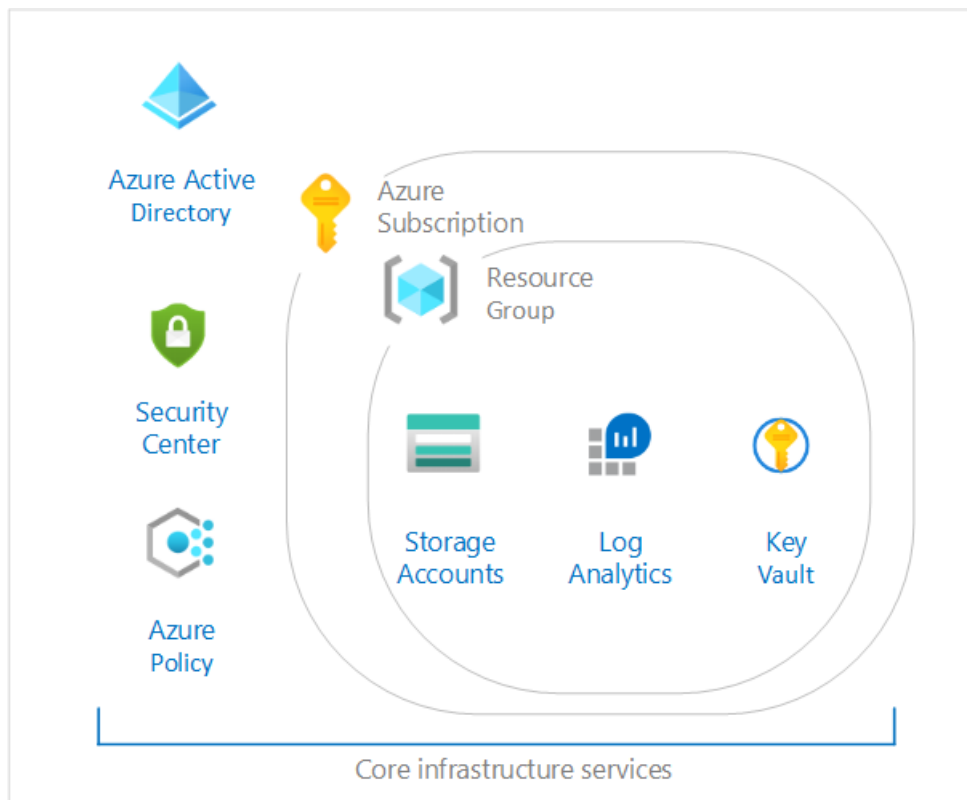 Azure Active
Directory
Azure
Subscription
Resource
Group
Security
Center
Storage
Accounts
Log
Analytics
Key
Vault
Azure
Policy
Core infrastructure services